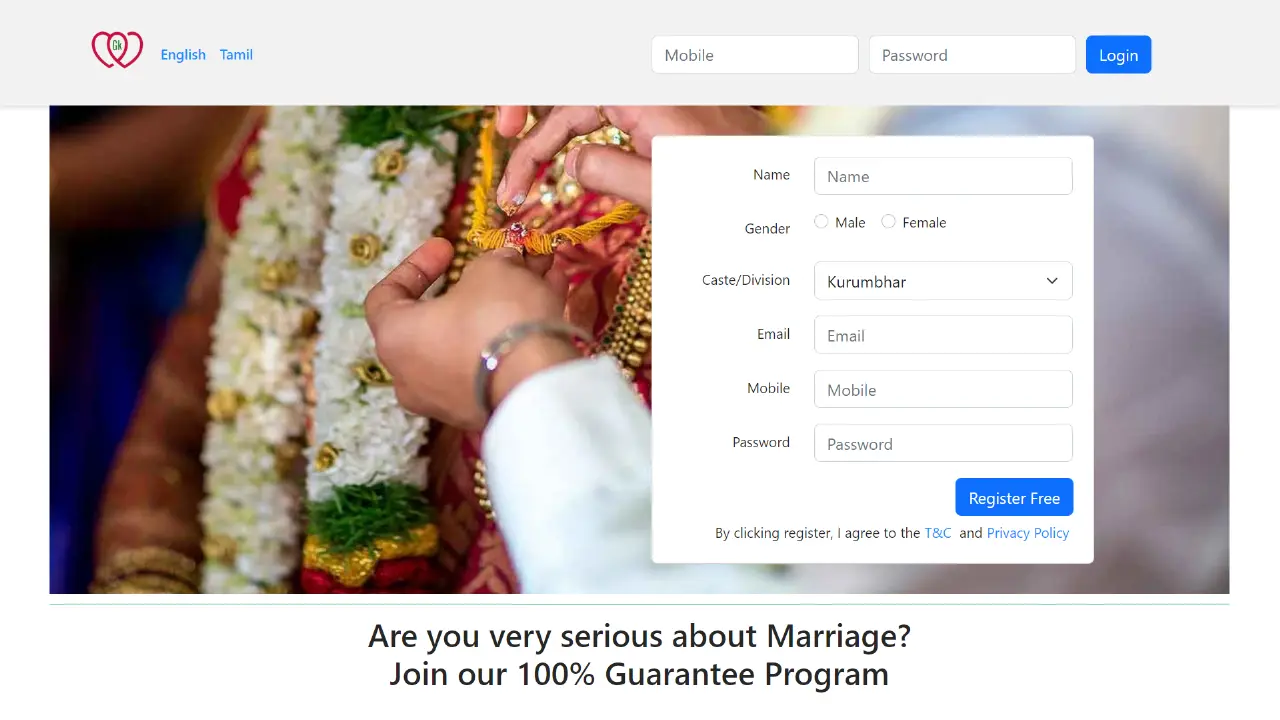 Gk
English Tamil
Mobile Password Login
Name Name
Gender Male Female
Caste/Division Kurumbhar
Email Email
Mobile Mobile
Password Password
Register Free
By clicking register, I agree to the T&C and Privacy Policy
Are you very serious about Marriage?
Join our 100% Guarantee Program